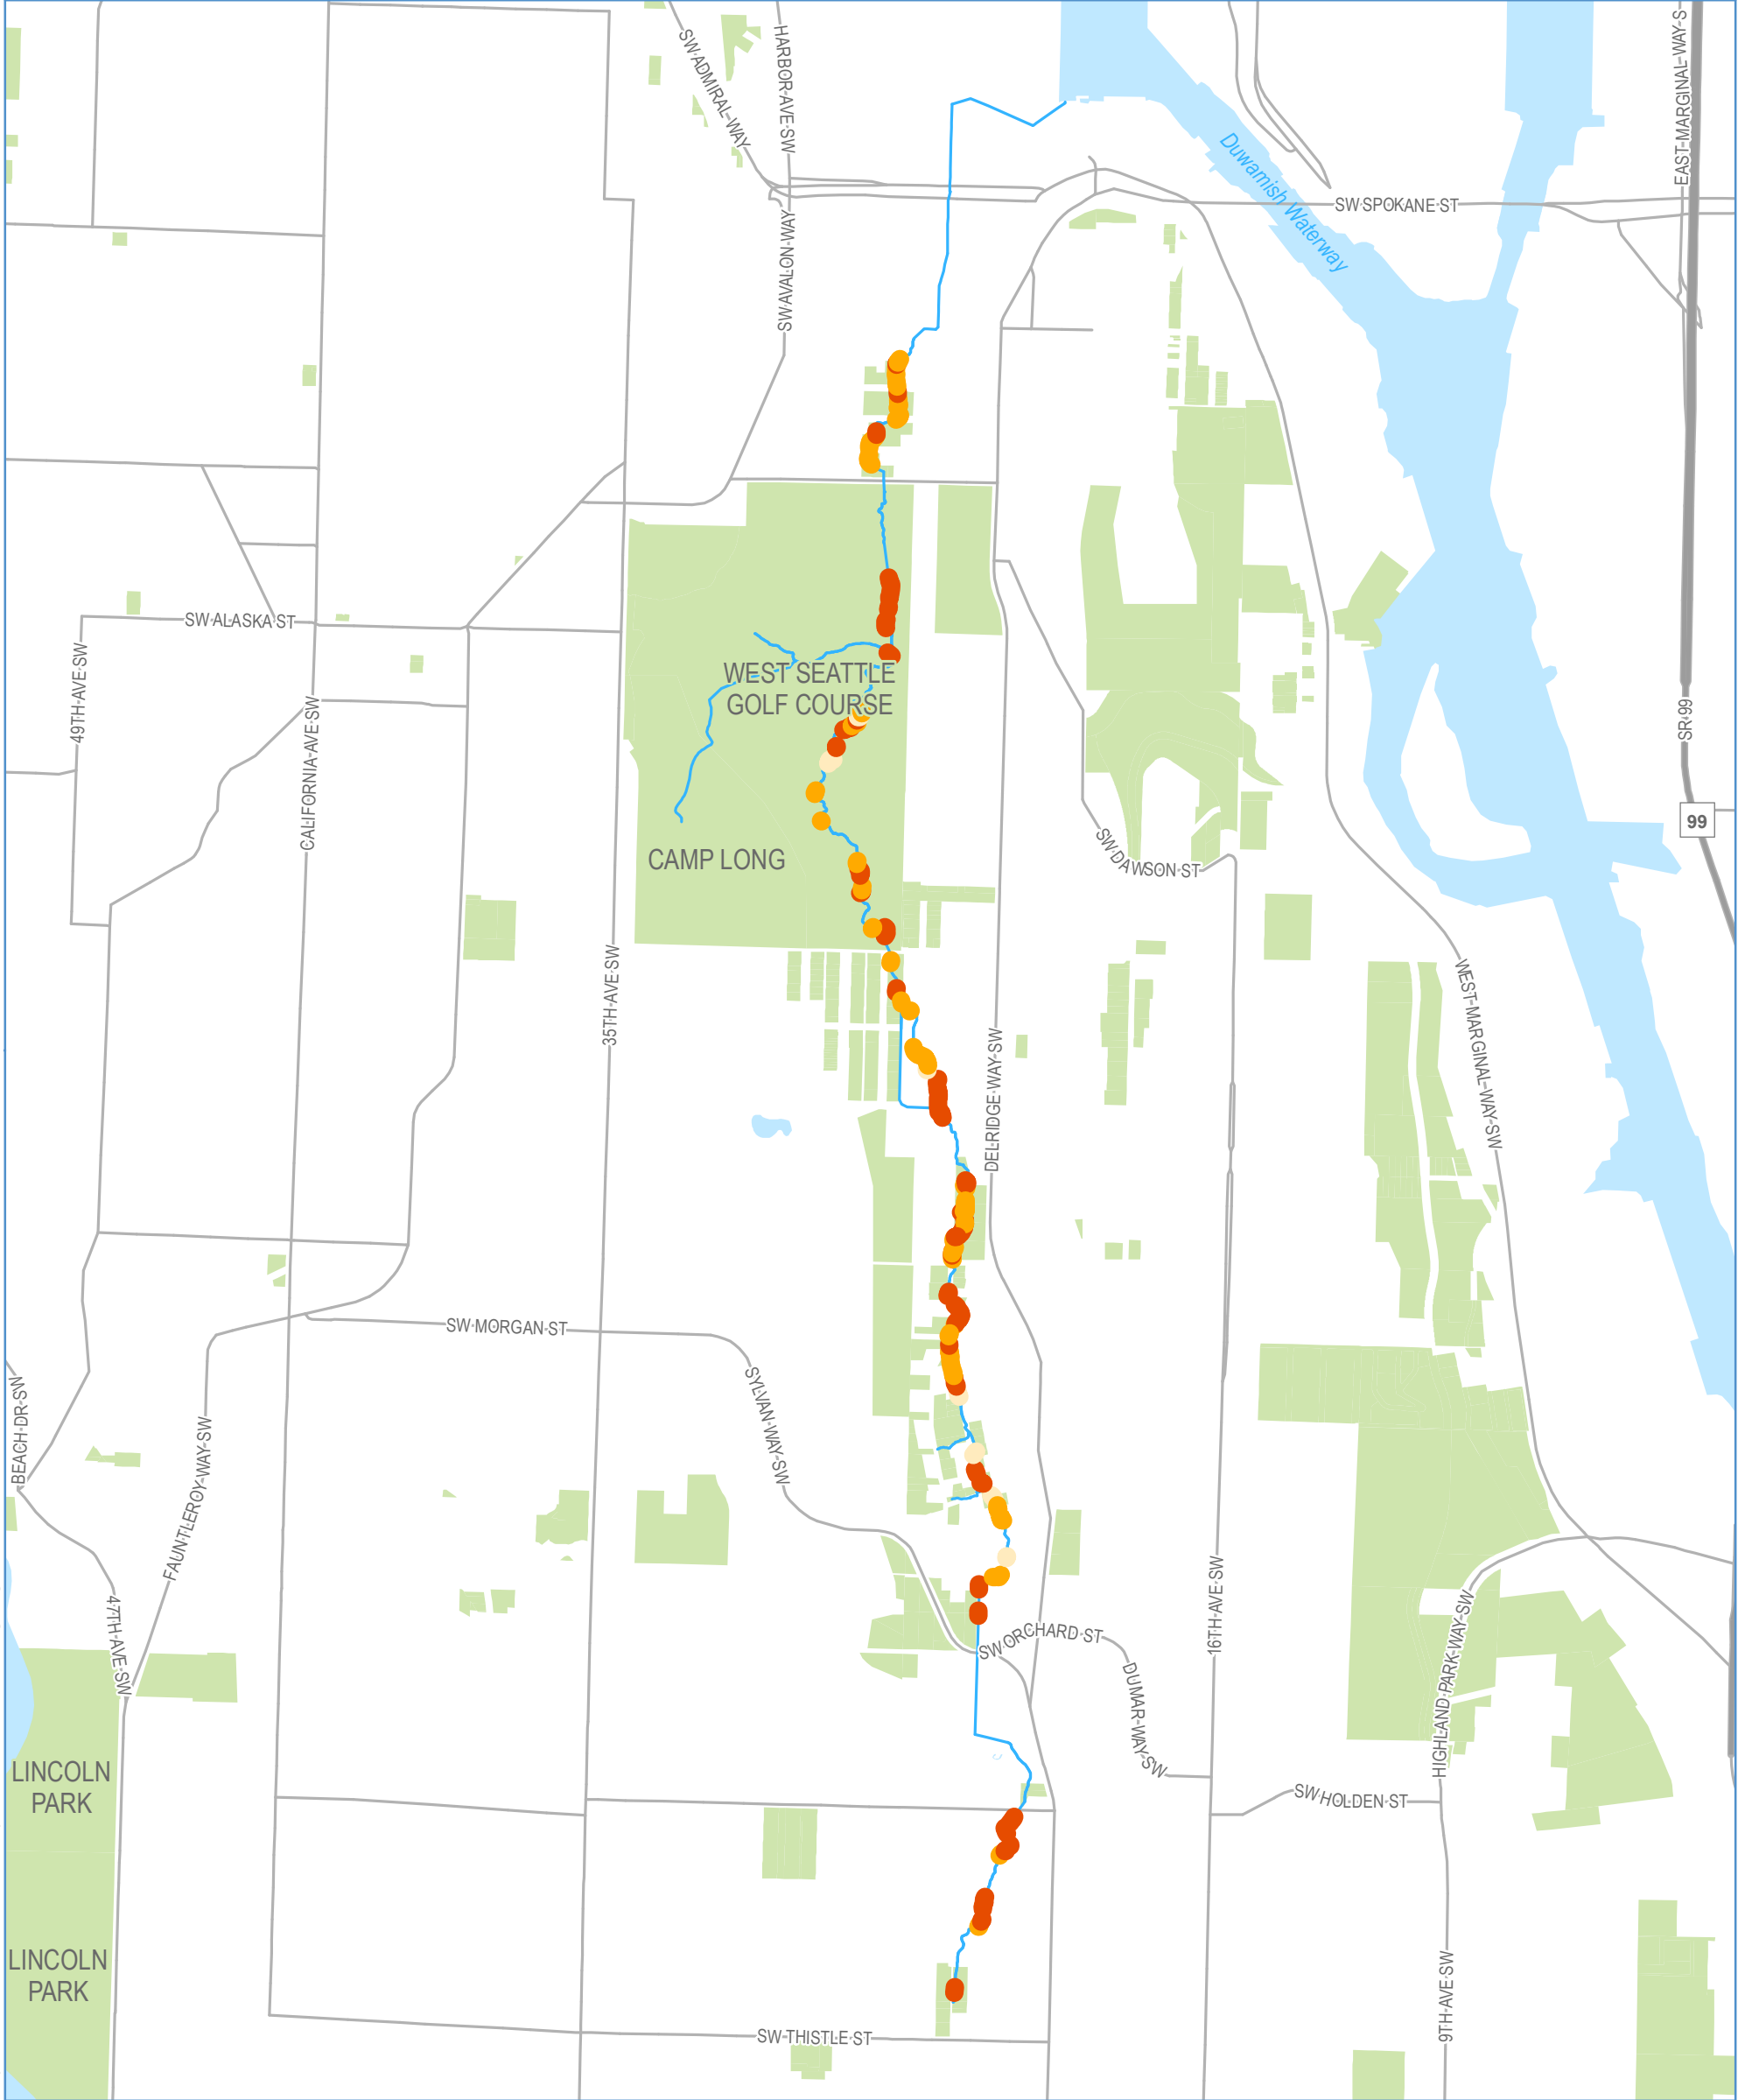 SW ADMIRAL WAY
HARBOR AVE SW
EAST MARGINAL WAY S
Duwamish Waterway
SW SPOKANE ST
SW AVALON WAY
SW ALASKA ST
49TH AVE SW
WEST SEATTLE
GOLF COURSE
CALIFORNIA AVE SW
SR 99
99
CAMP LONG
SW DAWSON ST
35TH AVE SW
WEST MARGINAL WAY SW
DELRIDGE WAY SW
SW MORGAN ST
BEACH DR SW
SYLVAN WAY SW
FAUNTLEROY WAY SW
16TH AVE SW
47TH AVE SW
SW ORCHARD ST
HIGHLAND PARK WAY SW
DUMAR WAY SW
LINCOLN
PARK
SW HOLDEN ST
LINCOLN
PARK
9TH AVE SW
SW THISTLE ST